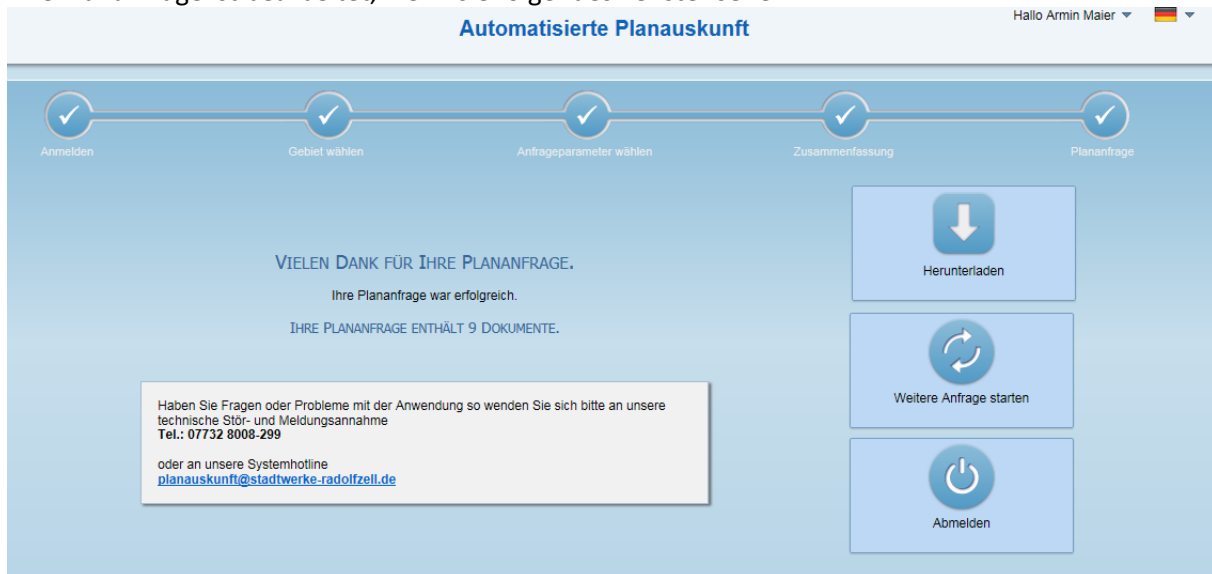 Automatisierte Planauskunft
Hallo Armin Maier
Anmelden
Gebiet wählen
Anfrageparameter wählen
Zusammenfassung
Plananfrage
VIELEN DANK FÜR IHRE PLANANFRAGE.
Ihre Plananfrage war erfolgreich.
IHRE PLANANFRAGE ENTHÄLT 9 DOKUMENTE.
Haben Sie Fragen oder Probleme mit der Anwendung so wenden Sie sich bitte an unsere
technische Stör- und Meldungsannahme
Tel.: 07732 8008-299
oder an unsere Systemhotline
planauskunft@stadtwerke-radolfzell.de
Herunterladen
Weitere Anfrage starten
Abmelden